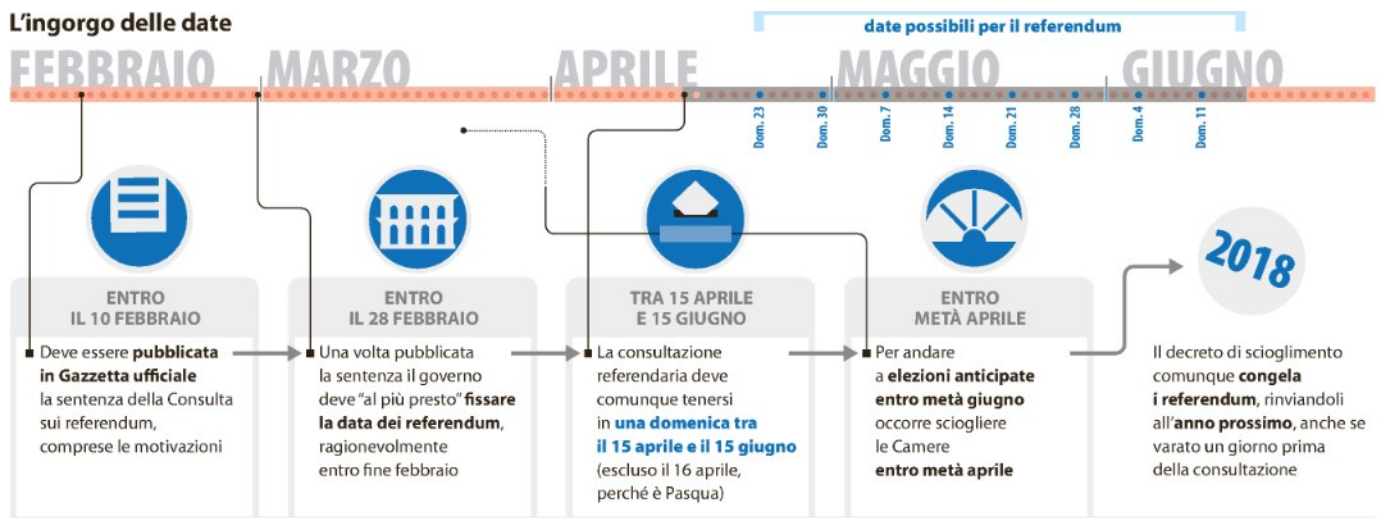 L'ingorgo delle date
date possibili per il referendum
FEBBRAIO MARZO APRILE MAGGIO GIUGNO
Dom. 23
Dom. 30
Dom. 7
Dom. 14
Dom. 21
Dom. 28
Dom. 4
Dom. 11
ENTRO
IL 10 FEBBRAIO
Deve essere pubblicata
in Gazzetta ufficiale
la sentenza della Consulta
sui referendum,
comprese le motivazioni
ENTRO
IL 28 FEBBRAIO
Una volta pubblicata
la sentenza il governo
deve "al più presto" fissare
la data dei referendum,
ragionevolmente
entro fine febbraio
TRA 15 APRILE
E 15 GIUGNO
La consultazione
referendaria deve
comunque tenersi
in una domenica tra
il 15 aprile e il 15 giugno
(escluso il 16 aprile,
perché è Pasqua)
ENTRO
METÀ APRILE
Per andare
a elezioni anticipate
entro metà giugno
occorre sciogliere
le Camere
entro metà aprile
2018
Il decreto di scioglimento
comunque congela
i referendum, rinviandoli
all'anno prossimo, anche se
varato un giorno prima
della consultazione